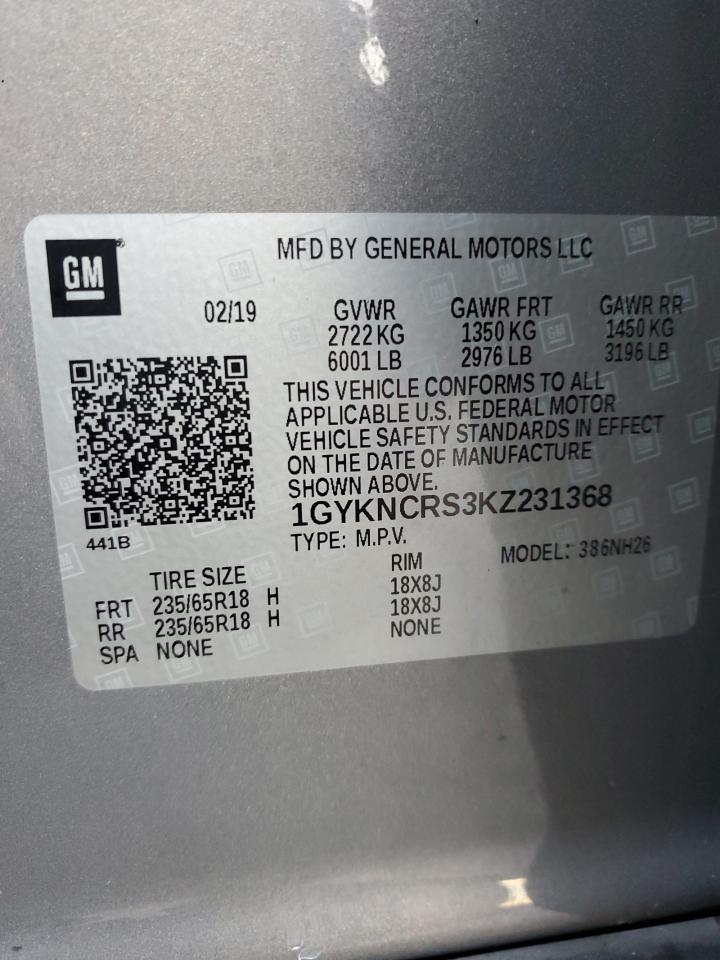 GM
MFD BY GENERAL MOTORS LLC
02/19
GVWR GAWR FRT GAWR RR
2722 KG 1350 KG 1450 KG
6001 LB 2976 LB 3196 LB
THIS VEHICLE CONFORMS TO ALL
APPLICABLE U.S. FEDERAL MOTOR
VEHICLE SAFETY STANDARDS IN EFFECT
ON THE DATE OF MANUFACTURE
SHOWN ABOVE.
1GYKNCRS3KZ231368
441B
TYPE: M.P.V. MODEL: 386NH26
TIRE SIZE RIM
FRT 235/65R18 H 18X8J
RR 235/65R18 H 18X8J
SPA NONE NONE